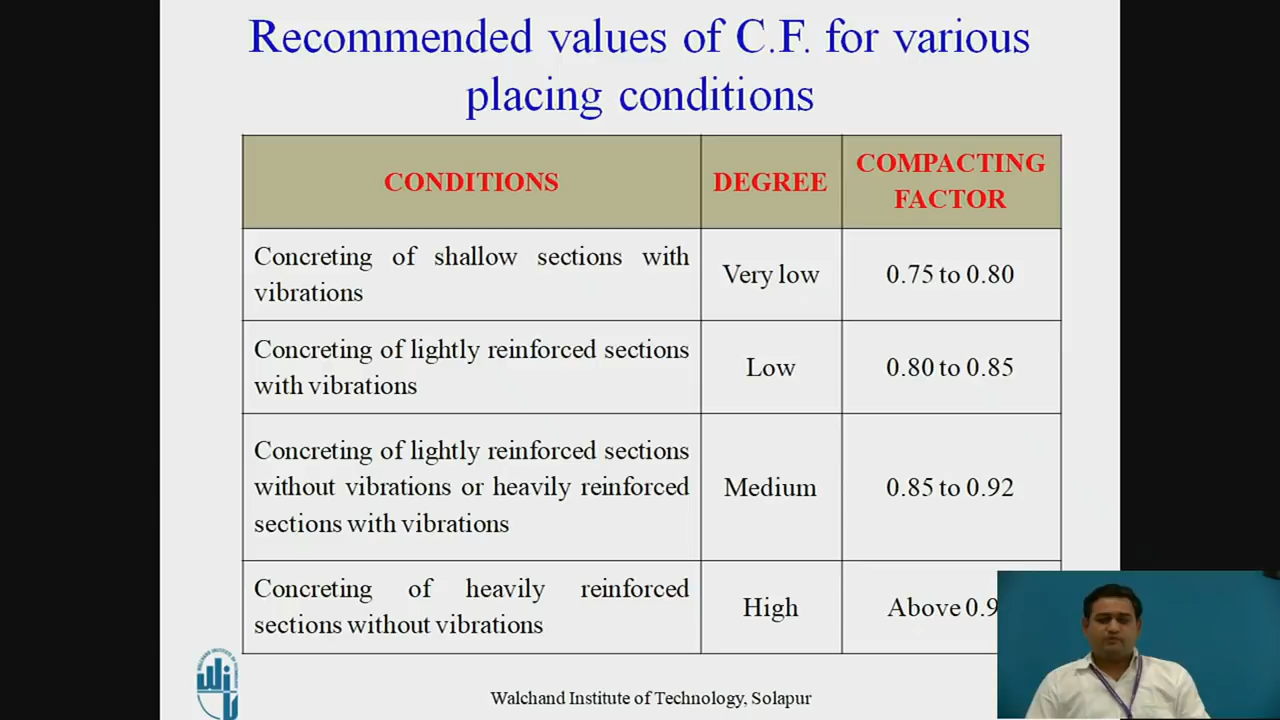 Recommended values of C.F. for various
placing conditions
CONDITIONS
DEGREE
COMPACTING
FACTOR
Concreting of shallow sections with
vibrations
Very low
0.75 to 0.80
Concreting of lightly reinforced sections
with vibrations
Low
0.80 to 0.85
Concreting of lightly reinforced sections
without vibrations or heavily reinforced
sections with vibrations
Medium
0.85 to 0.92
Concreting of heavily reinforced
sections without vibrations
High
Above
Walchand Institute of Technology, Solapur